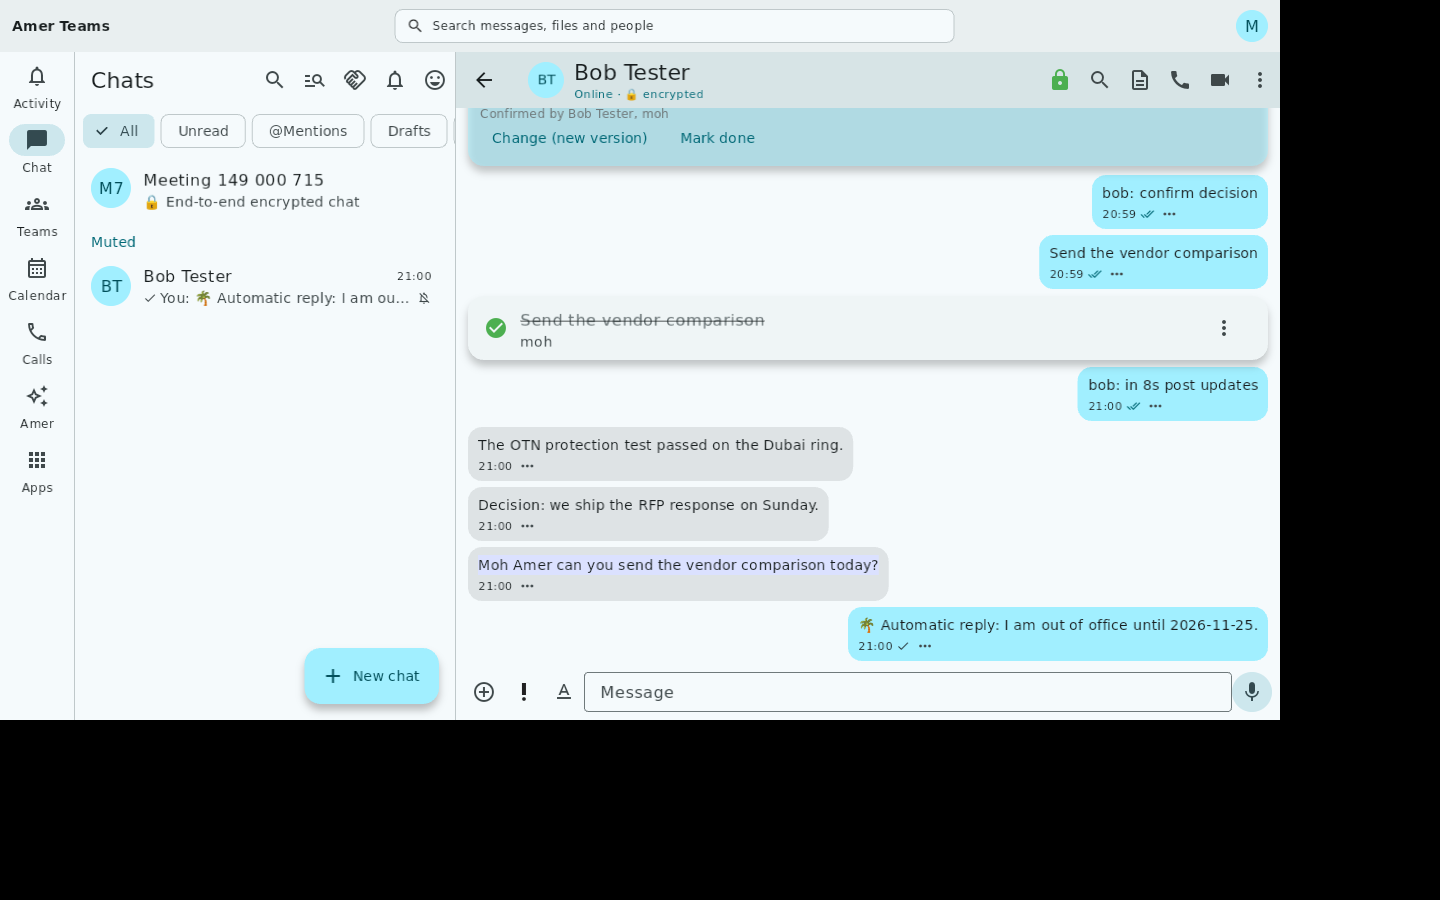 Amer Teams
Search messages, files and people
M
Activity
Chat
Teams
Calendar
Calls
Amer
Apps
Chats
All
Unread
@Mentions
Drafts
M7
Meeting 149 000 715
🔒 End-to-end encrypted chat
Muted
BT
Bob Tester
21:00
You: 🌴 Automatic reply: I am ou...
New chat
BT
Bob Tester
Online · 🔒 encrypted
Confirmed by Bob Tester, moh
Change (new version)
Mark done
bob: confirm decision
20:59
Send the vendor comparison
20:59
Send the vendor comparison
moh
bob: in 8s post updates
21:00
The OTN protection test passed on the Dubai ring.
21:00
Decision: we ship the RFP response on Sunday.
21:00
Moh Amer can you send the vendor comparison today?
21:00
🌴 Automatic reply: I am out of office until 2026-11-25.
21:00
A
Message